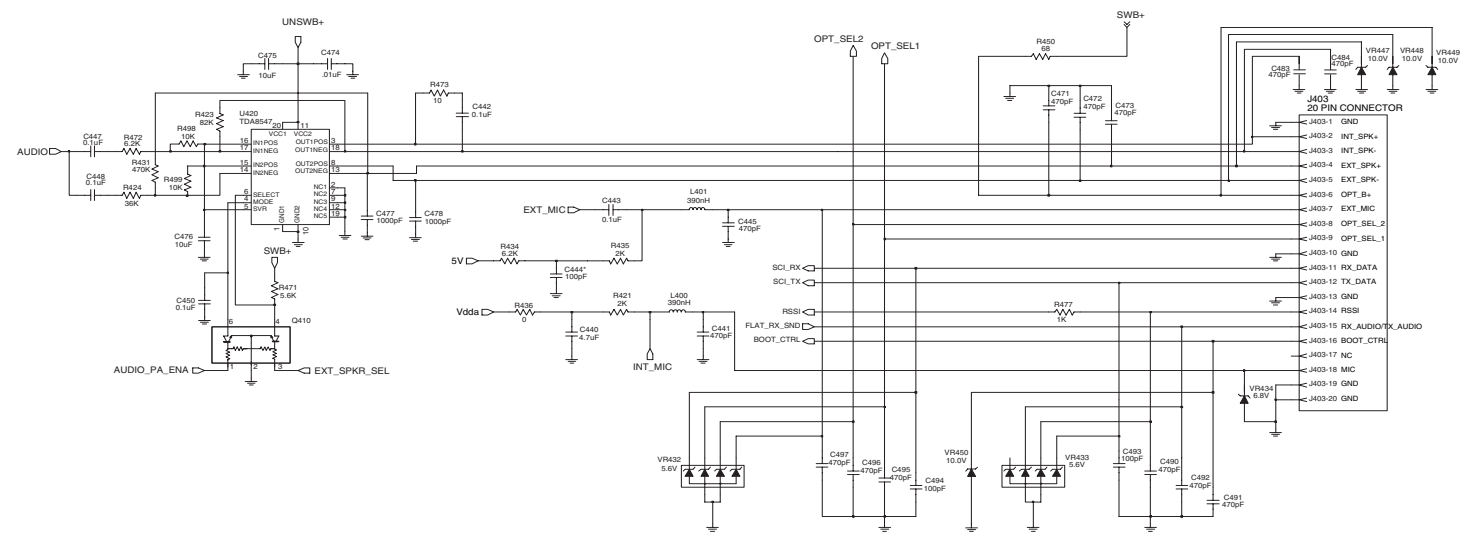 UNSWB+
C475
10uF
C474
.01uF
R473
10
C442
0.1uF
U420
TDA8547
R423
82K
R498
10K
C447
0.1uF
R472
6.2K
AUDIO
R431
470K
C448
0.1uF
R424
36K
R499
10K
20
11
VCC1
VCC2
16
IN1POS
17
IN1NEG
15
IN2POS
14
IN2NEG
6
SELECT
4
MODE
5
SVR
OUT1POS
3
OUT1NEG
18
OUT2POS
8
OUT2NEG
13
NC1
2
NC2
7
NC3
9
NC4
12
NC5
19
GND1
GND2
1
10
C477
1000pF
C478
1000pF
C476
10uF
SWB+
R471
5.6K
C450
0.1uF
Q410
6
4
1
2
3
AUDIO_PA_ENA
EXT_SPKR_SEL
EXT_MIC
C443
0.1uF
L401
390nH
C445
470pF
5V
R434
6.2K
R435
2K
C444*
100pF
Vdda
R436
0
R421
2K
L400
390nH
C440
4.7uF
C441
470pF
INT_MIC
OPT_SEL2
OPT_SEL1
SWB+
R450
68
C471
470pF
C472
470pF
C473
470pF
C483
470pF
C484
470pF
VR447
10.0V
VR448
10.0V
VR449
10.0V
SCI_RX
SCI_TX
RSSI
FLAT_RX_SND
BOOT_CTRL
R477
1K
J403
20 PIN CONNECTOR
J403-1 GND
J403-2 INT_SPK+
J403-3 INT_SPK-
J403-4 EXT_SPK+
J403-5 EXT_SPK-
J403-6 OPT_B+
J403-7 EXT_MIC
J403-8 OPT_SEL_2
J403-9 OPT_SEL_1
J403-10 GND
J403-11 RX_DATA
J403-12 TX_DATA
J403-13 GND
J403-14 RSSI
J403-15 RX_AUDIO/TX_AUDIO
J403-16 BOOT_CTRL
J403-17 NC
J403-18 MIC
J403-19 GND
J403-20 GND
VR434
6.8V
VR432
5.6V
C497
470pF
C496
470pF
C495
470pF
C494
100pF
VR450
10.0V
VR433
5.6V
C493
100pF
C490
470pF
C492
470pF
C491
470pF